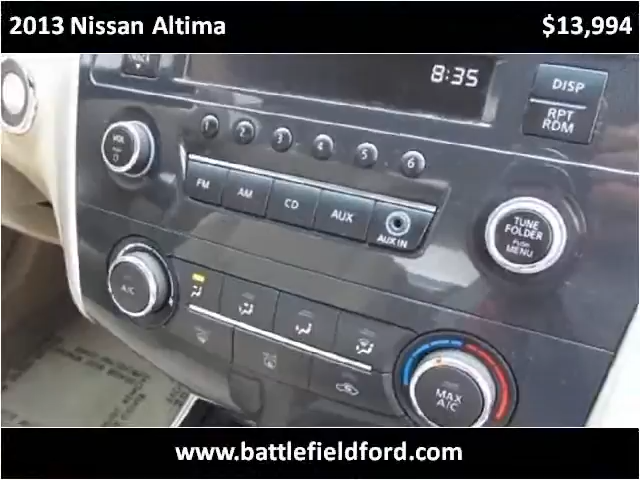 2013 Nissan Altima
$13,994
8:35
DISP
RPT
RDM
1 2 3 4 5 6
VOL
FM AM CD AUX
AUX IN
TUNE
FOLDER
Push
MENU
A/C
MAX
A/C
www.battlefieldford.com